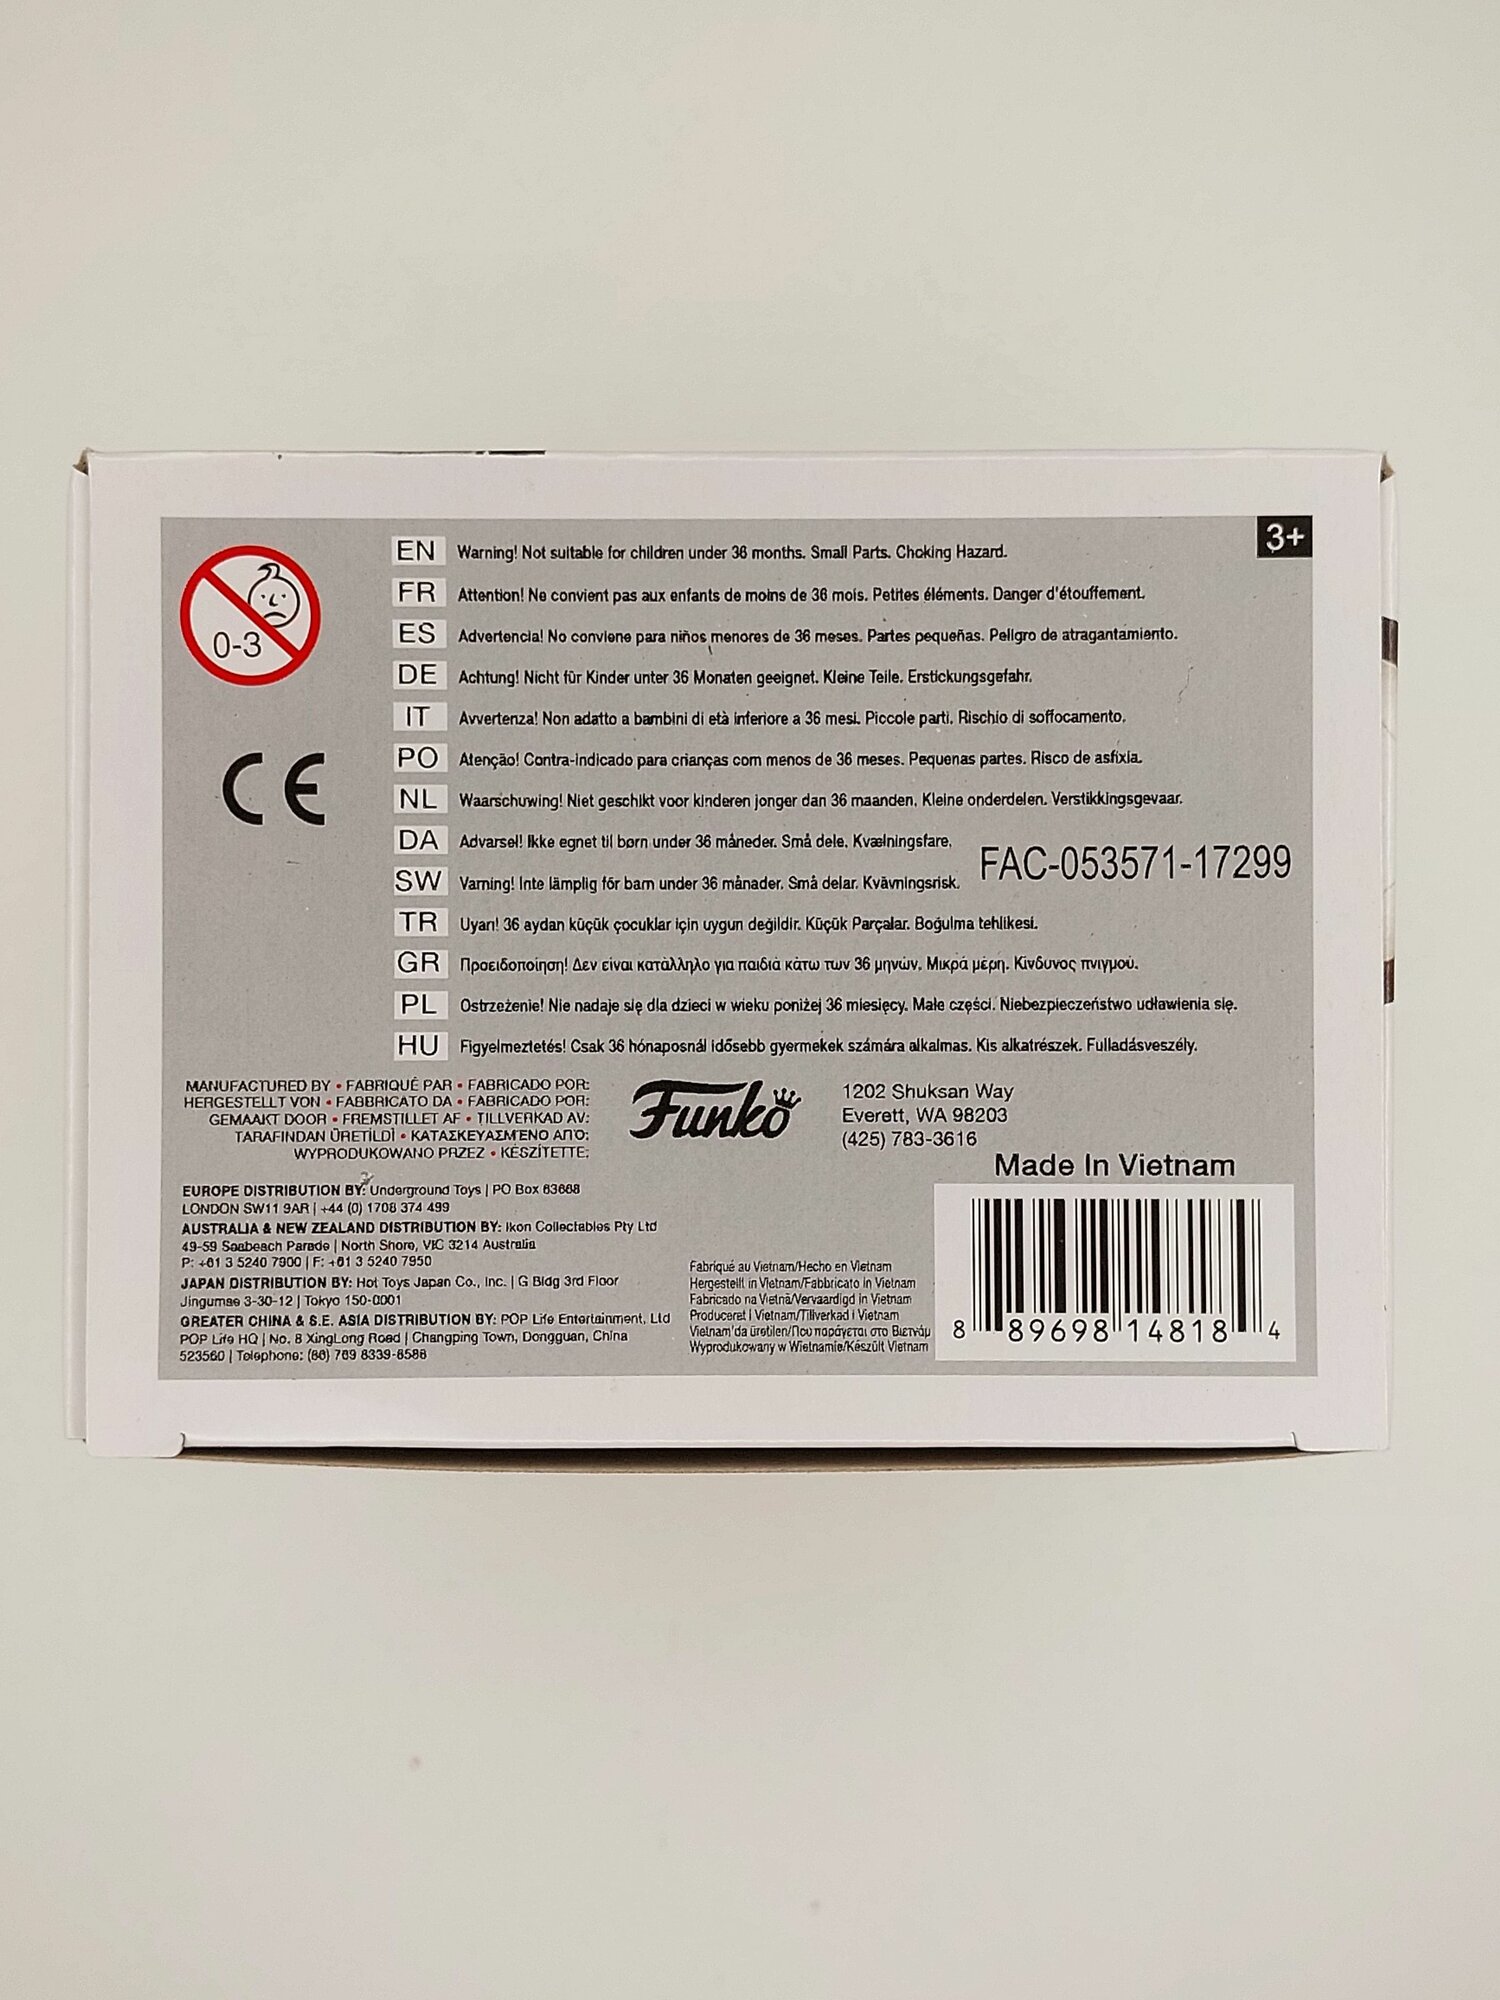 3+
EN Warning! Not suitable for children under 36 months. Small Parts. Choking Hazard.
FR Attention! Ne convient pas aux enfants de moins de 36 mois. Petites éléments. Danger d'étouffement.
ES Advertencia! No conviene para niños menores de 36 meses. Partes pequeñas. Peligro de atragantamiento.
DE Achtung! Nicht für Kinder unter 36 Monaten geeignet. Kleine Teile. Erstickungsgefahr.
IT Avvertenza! Non adatto a bambini di età inferiore a 36 mesi. Piccole parti. Rischio di soffocamento.
PO Atenção! Contra-indicado para crianças com menos de 36 meses. Pequenas partes. Risco de asfixia.
NL Waarschuwing! Niet geschikt voor kinderen jonger dan 36 maanden. Kleine onderdelen. Verstikkingsgevaar.
DA Advarsel! Ikke egnet til børn under 36 måneder. Små dele. Kvælningsfare.
SW Varning! Inte lämplig för barn under 36 månader. Små delar. Kvävningsrisk.
TR Uyarı! 36 aydan küçük çocuklar için uygun değildir. Küçük Parçalar. Boğulma tehlikesi.
GR Προειδοποίηση! Δεν είναι κατάλληλο για παιδιά κάτω των 36 μηνών. Μικρά μέρη. Κίνδυνος πνιγμού.
PL Ostrzeżenie! Nie nadaje się dla dzieci w wieku poniżej 36 miesięcy. Małe części. Niebezpieczeństwo udławienia się.
HU Figyelmeztetés! Csak 36 hónaposnál idősebb gyermekek számára alkalmas. Kis alkatrészek. Fulladásveszély.
0-3
CE
FAC-053571-17299
MANUFACTURED BY • FABRIQUÉ PAR • FABRICADO POR:
HERGESTELLT VON • FABBRICATO DA • FABRICADO POR:
GEMAAKT DOOR • FREMSTILLET AF • TILLVERKAD AV:
TARAFINDAN ÜRETİLDİ • ΚΑΤΑΣΚΕΥΑΣΜΈΝΟ ΑΠΌ:
WYPRODUKOWANO PRZEZ • KÉSZÍTETTE:
Funko
1202 Shuksan Way
Everett, WA 98203
(425) 783-3616
Made In Vietnam
EUROPE DISTRIBUTION BY: Underground Toys | PO Box 63668
LONDON SW11 9AR | +44 (0) 1708 374 499
AUSTRALIA & NEW ZEALAND DISTRIBUTION BY: Ikon Collectables Pty Ltd
49-59 Seabeach Parade | North Shore, VIC 3214 Australia
P: +61 3 5240 7900 | F: +61 3 5240 7950
JAPAN DISTRIBUTION BY: Hot Toys Japan Co., Inc. | G Bldg 3rd Floor
Jingumae 3-30-12 | Tokyo 150-0001
GREATER CHINA & S.E. ASIA DISTRIBUTION BY: POP Life Entertainment, Ltd
POP Life HQ | No. 8 XingLong Road | Changping Town, Dongguan, China
523560 | Telephone: (86) 769 8339-6586
Fabriqué au Vietnam/Hecho en Vietnam
Hergestellt in Vietnam/Fabbricato in Vietnam
Fabricado na Vietnã/Vervaardigd in Vietnam
Produceret i Vietnam/Tillverkad i Vietnam
Vietnam'da üretilen/Που παράγεται στο Βιετνάμ
Wyprodukowany w Wietnamie/Készült Vietnam
8 89698 14818 4